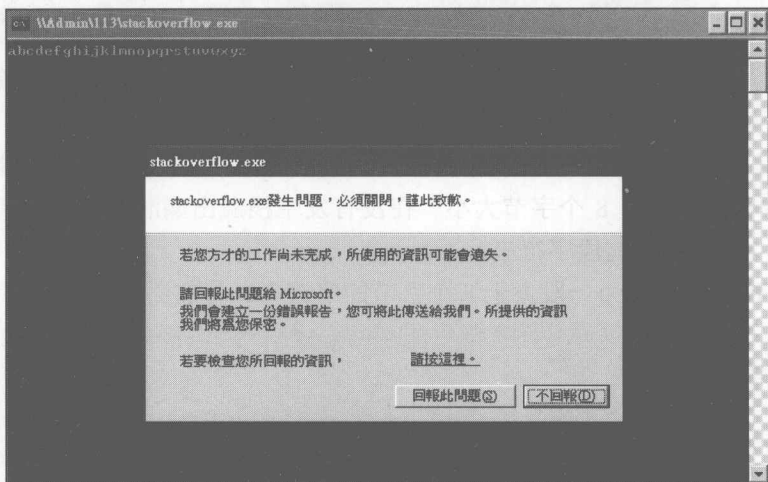 \\Admin\113\stackoverflow.exe
abcdefghijklmnopqrstuvwxyz
stackoverflow.exe
stackoverflow.exe發生問題，必須關閉，謹此致歉。
若您方才的工作尚未完成，所使用的資訊可能會遺失。
請回報此問題給 Microsoft。
我們會建立一份錯誤報告，您可將此傳送給我們。所提供的資訊
我們將為您保密。
若要檢查您所回報的資訊， 請按這裡。
回報此問題(S) 不回報(D)